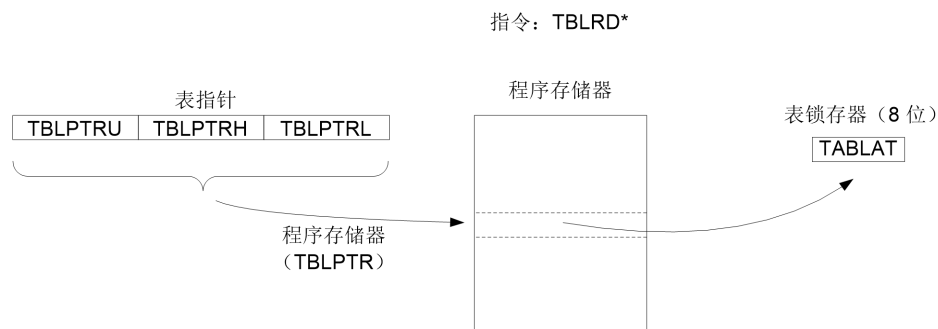 指令：TBLRD*
表指针
程序存储器
表锁存器（8 位）
TBLPTRU TBLPTRH TBLPTRL
TABLAT
程序存储器
（TBLPTR）